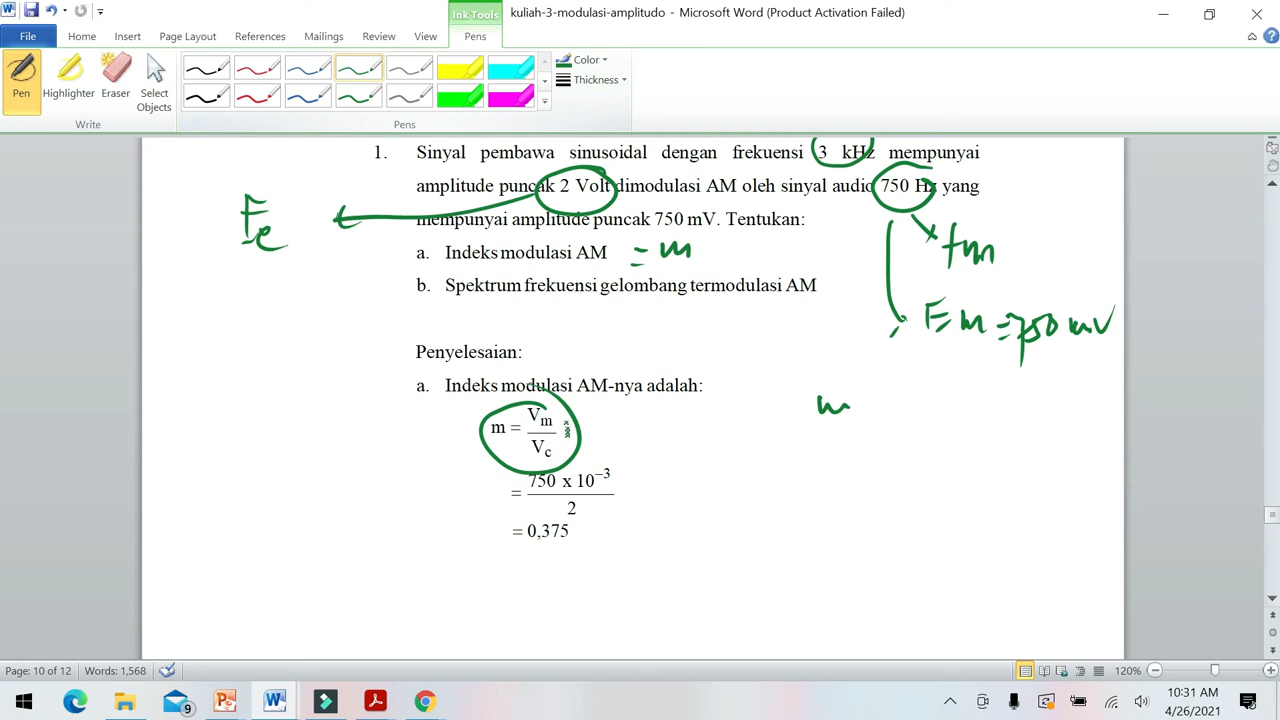 Ink Tools
kuliah-3-modulasi-amplitudo - Microsoft Word (Product Activation Failed)
File Home Insert Page Layout References Mailings Review View Pens
Pen Highlighter Eraser Select Objects
Color
Thickness
Write Pens
1. Sinyal pembawa sinusoidal dengan frekuensi 3 kHz mempunyai
amplitude puncak 2 Volt dimodulasi AM oleh sinyal audio 750 Hz yang
mempunyai amplitude puncak 750 mV. Tentukan:
Ec
a. Indeks modulasi AM = m
fm
b. Spektrum frekuensi gelombang termodulasi AM
Em = 750 mV
Penyelesaian:
a. Indeks modulasi AM-nya adalah:
m
m = Vm
Vc
= 750 x 10⁻³
2
= 0,375
Page: 10 of 12 Words: 1,568 120%
9
10:31 AM
4/26/2021